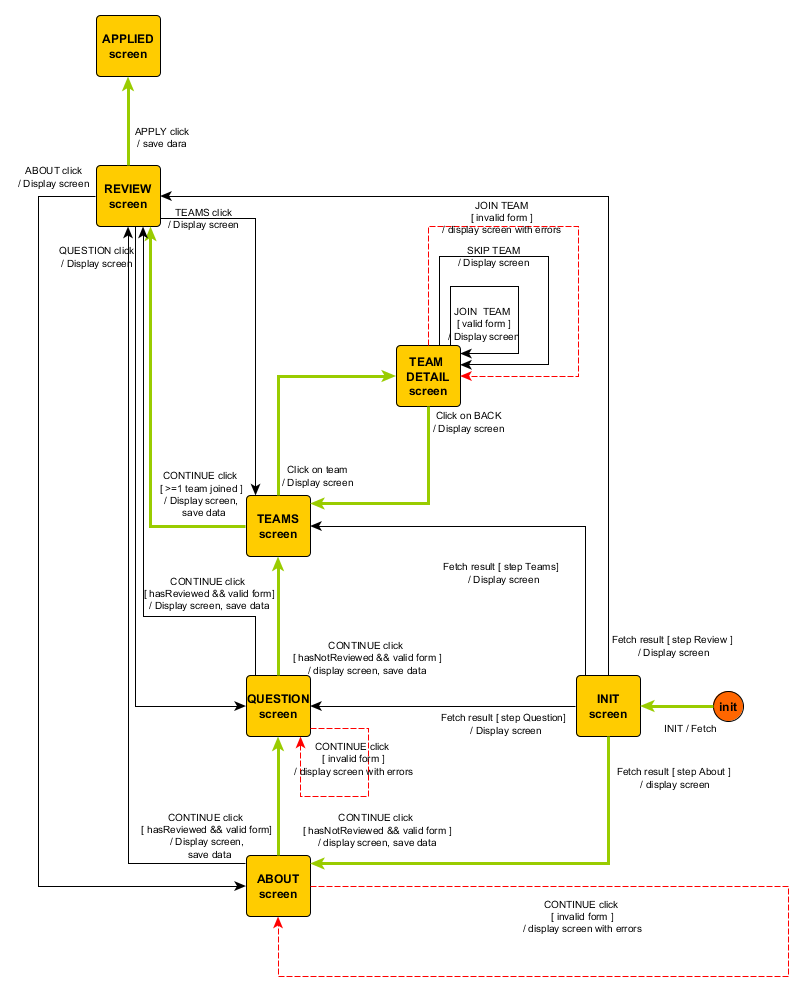 APPLIED
screen
APPLY click
/ save dara
ABOUT click
/ Display screen
REVIEW
screen
TEAMS click
/ Display screen
QUESTION click
/ Display screen
JOIN TEAM
[ invalid form ]
/ display screen with errors
SKIP TEAM
/ Display screen
JOIN TEAM
[ valid form ]
/ Display screen
TEAM
DETAIL
screen
Click on BACK
/ Display screen
Click on team
/ Display screen
CONTINUE click
[ >=1 team joined ]
/ Display screen,
save data
TEAMS
screen
Fetch result [ step Teams]
/ Display screen
CONTINUE click
[ hasReviewed && valid form]
/ Display screen, save data
CONTINUE click
[ hasNotReviewed && valid form ]
/ display screen, save data
Fetch result [ step Review ]
/ Display screen
QUESTION
screen
INIT
screen
init
INIT / Fetch
Fetch result [ step Question]
/ Display screen
CONTINUE click
[ invalid form ]
/ display screen with errors
Fetch result [ step About ]
/ display screen
CONTINUE click
[ hasReviewed && valid form]
/ Display screen,
save data
CONTINUE click
[ hasNotReviewed && valid form ]
/ display screen, save data
ABOUT
screen
CONTINUE click
[ invalid form ]
/ display screen with errors